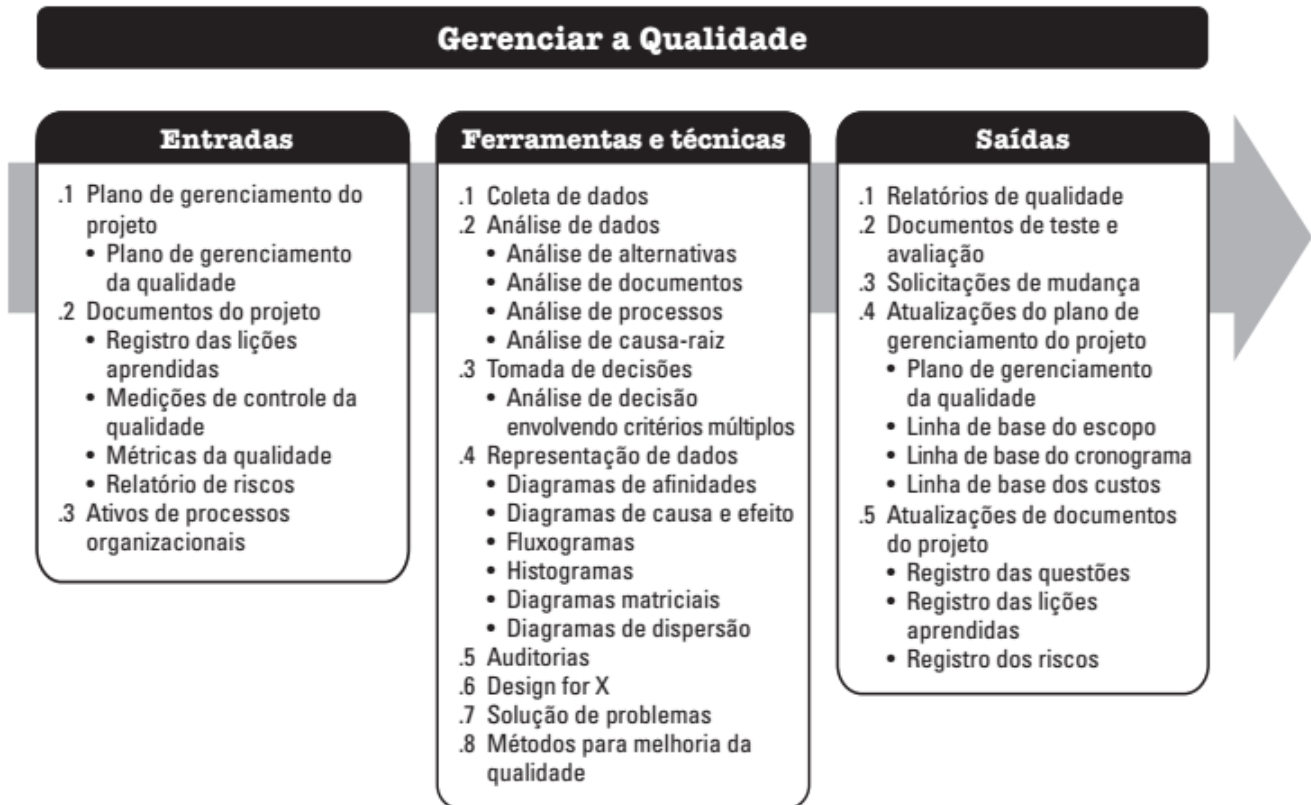 Gerenciar a Qualidade
Entradas
.1 Plano de gerenciamento do
projeto
• Plano de gerenciamento
da qualidade
.2 Documentos do projeto
• Registro das lições
aprendidas
• Medições de controle da
qualidade
• Métricas da qualidade
• Relatório de riscos
.3 Ativos de processos
organizacionais
Ferramentas e técnicas
.1 Coleta de dados
.2 Análise de dados
• Análise de alternativas
• Análise de documentos
• Análise de processos
• Análise de causa-raiz
.3 Tomada de decisões
• Análise de decisão
envolvendo critérios múltiplos
.4 Representação de dados
• Diagramas de afinidades
• Diagramas de causa e efeito
• Fluxogramas
• Histogramas
• Diagramas matriciais
• Diagramas de dispersão
.5 Auditorias
.6 Design for X
.7 Solução de problemas
.8 Métodos para melhoria da
qualidade
Saídas
.1 Relatórios de qualidade
.2 Documentos de teste e
avaliação
.3 Solicitações de mudança
.4 Atualizações do plano de
gerenciamento do projeto
• Plano de gerenciamento
da qualidade
• Linha de base do escopo
• Linha de base do cronograma
• Linha de base dos custos
.5 Atualizações de documentos
do projeto
• Registro das questões
• Registro das lições
aprendidas
• Registro dos riscos